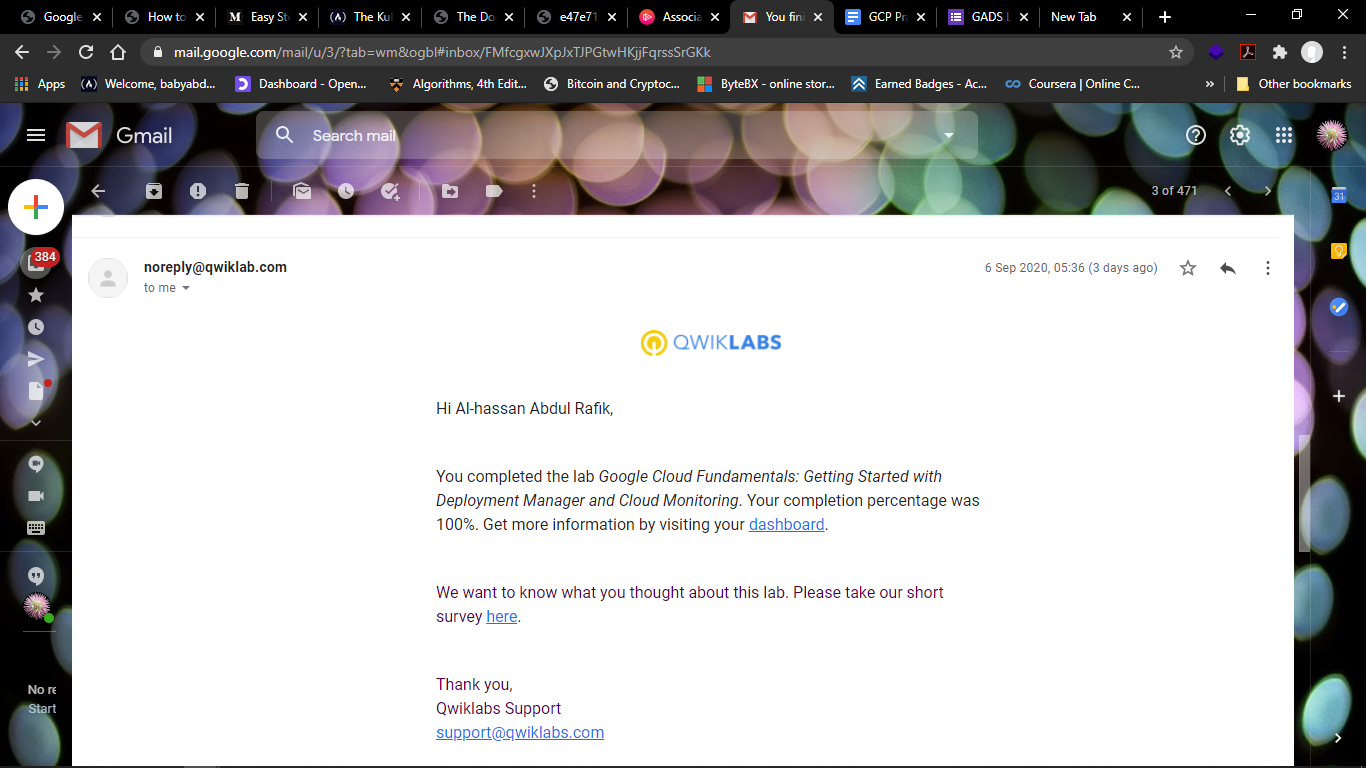 Google
How to
Easy St
The Ku
The Do
e47e71
Associa
You fini
GCP Pra
GADS L
New Tab
mail.google.com/mail/u/3/?tab=wm&ogbl#inbox/FMfcgxwJXpJxTJPGtwHKjjFqrssSrGKk
Apps
Welcome, babyabd...
Dashboard - Open...
Algorithms, 4th Edit...
Bitcoin and Cryptoc...
ByteBX - online stor...
Earned Badges - Ac...
Coursera | Online C...
»
Other bookmarks
Gmail
Search mail
3 of 471
31
384
noreply@qwiklab.com
6 Sep 2020, 05:36 (3 days ago)
to me
QWIKLABS
Hi Al-hassan Abdul Rafik,
You completed the lab Google Cloud Fundamentals: Getting Started with
Deployment Manager and Cloud Monitoring. Your completion percentage was
100%. Get more information by visiting your dashboard.
We want to know what you thought about this lab. Please take our short
survey here.
Thank you,
Qwiklabs Support
support@qwiklabs.com
No re
Start